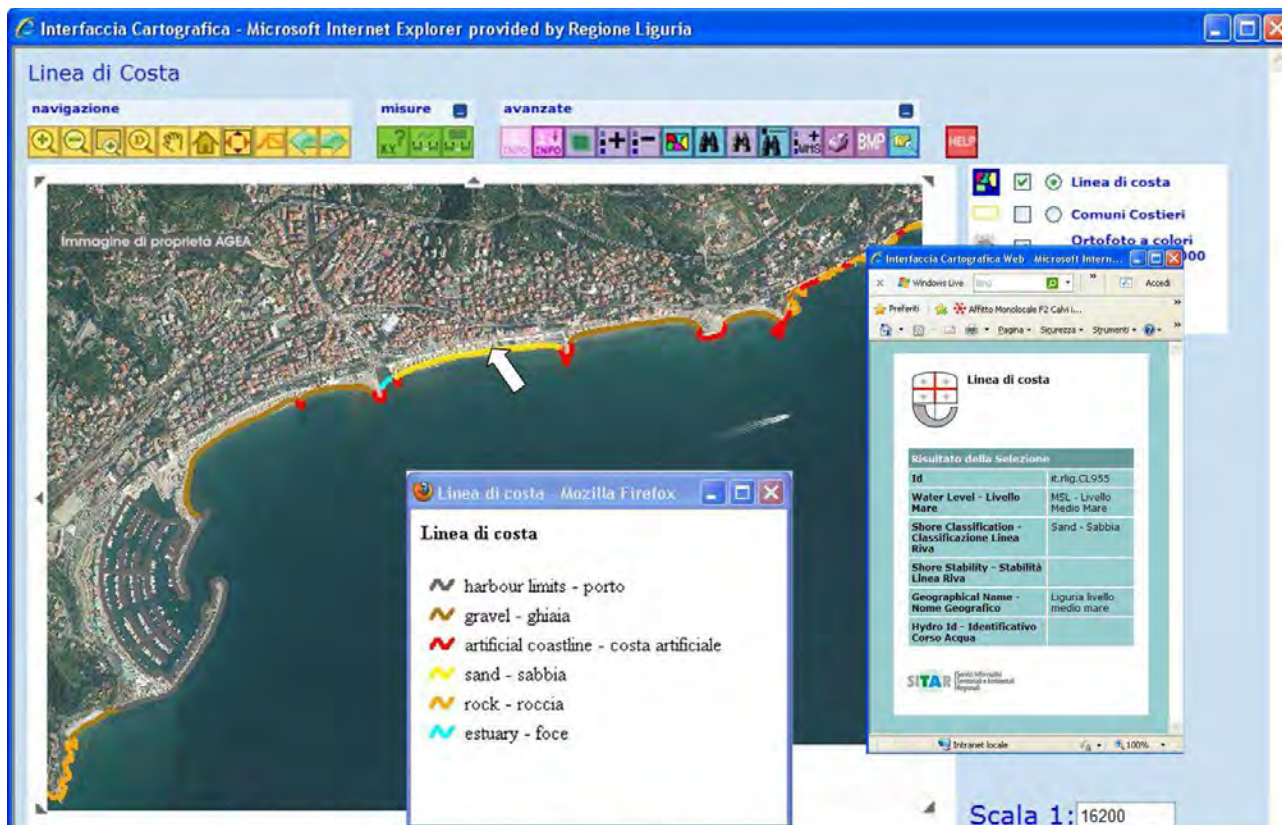 Interfaccia Cartografica - Microsoft Internet Explorer provided by Regione Liguria
Linea di Costa
navigazione
misure
avanzate
X,Y?
INFO
INFO
WMS
BMP
HELP
Immagine di proprietà AGEA
Linea di costa
Comuni Costieri
Ortofoto a colori
000
Interfaccia Cartografica Web - Microsoft Intern...
Windows Live
Bing
Accedi
Preferiti
Affitto Monolocale F2 Calvi i...
Pagina
Sicurezza
Strumenti
Linea di costa
Risultato della Selezione
Id
it.rlig.CL955
Water Level - Livello
Mare
MSL - Livello
Medio Mare
Shore Classification -
Classificazione Linea
Riva
Sand - Sabbia
Shore Stability - Stabilità
Linea Riva
Geographical Name -
Nome Geografico
Liguria livello
medio mare
Hydro Id - Identificativo
Corso Acqua
SITAR
Intranet locale
100%
Linea di costa - Mozilla Firefox
Linea di costa
harbour limits - porto
gravel - ghiaia
artificial coastline - costa artificiale
sand - sabbia
rock - roccia
estuary - foce
Scala 1: 16200